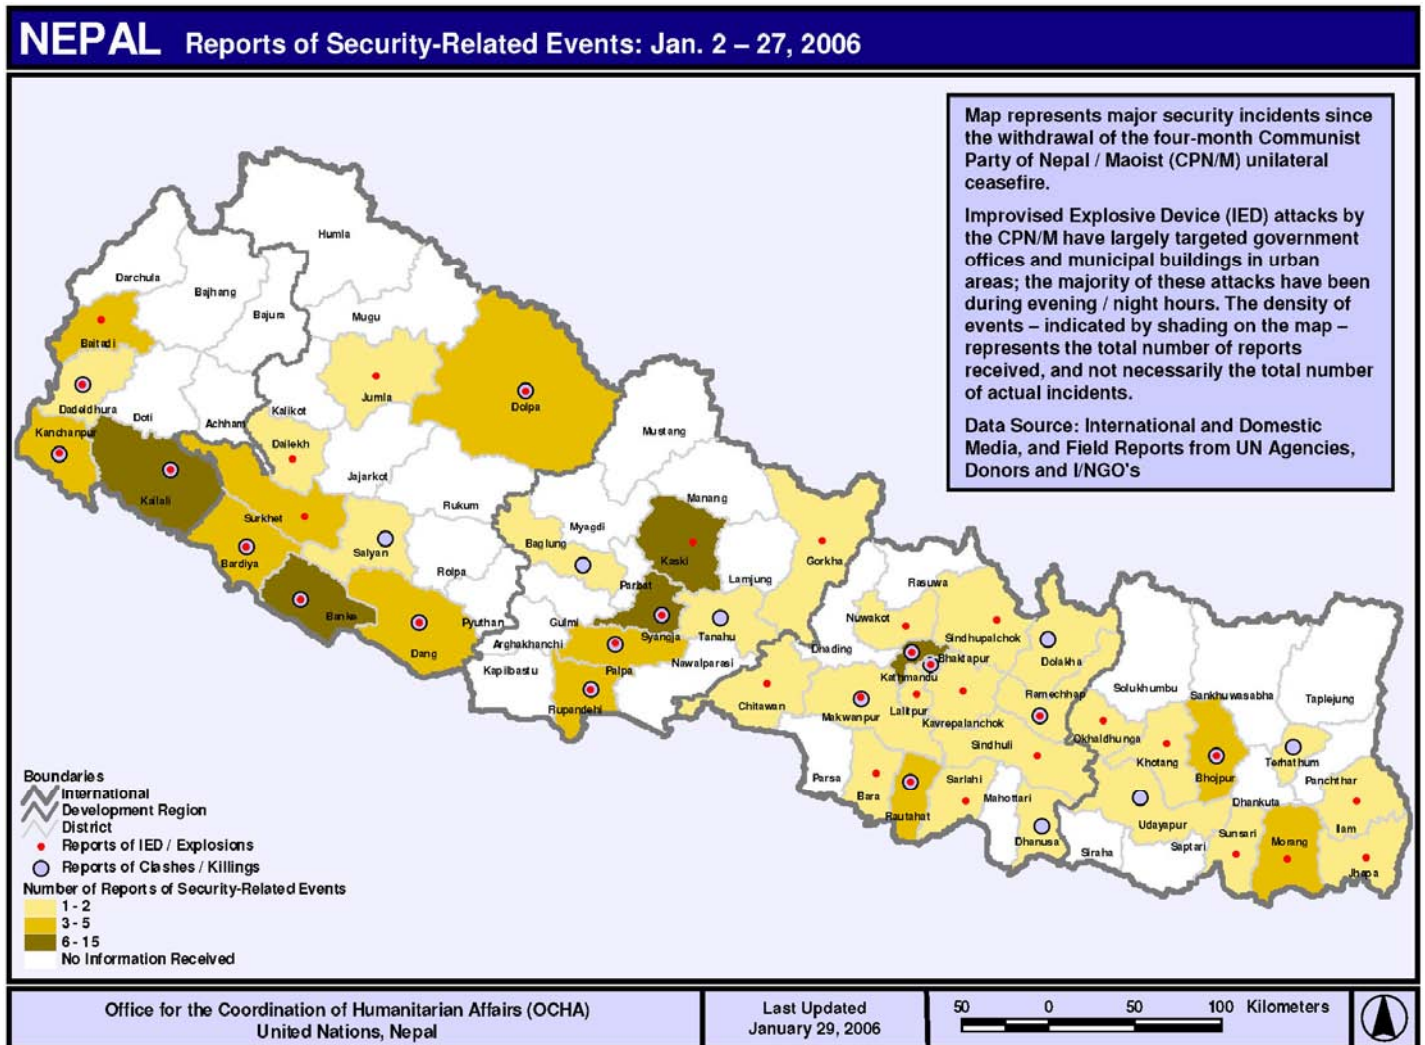 NEPAL Reports of Security-Related Events: Jan. 2 – 27, 2006
Map represents major security incidents since
the withdrawal of the four-month Communist
Party of Nepal / Maoist (CPN/M) unilateral
ceasefire.
Improvised Explosive Device (IED) attacks by
the CPN/M have largely targeted government
offices and municipal buildings in urban
areas; the majority of these attacks have been
during evening / night hours. The density of
events – indicated by shading on the map –
represents the total number of reports
received, and not necessarily the total number
of actual incidents.
Data Source: International and Domestic
Media, and Field Reports from UN Agencies,
Donors and I/NGO's
Humla
Darchula
Bajhang
Bajura
Mugu
Baitadi
Jumla
Dolpa
Dadeldhura
Doti
Achham
Kalikot
Kanchanpur
Dailekh
Mustang
Jajarkot
Kailali
Rukum
Manang
Surkhet
Myagdi
Baglung
Salyan
Kaski
Gorkha
Bardiya
Rolpa
Parbat
Lamjung
Rasuwa
Banke
Pyuthan
Gulmi
Syangja
Tanahu
Nuwakot
Sindhupalchok
Dang
Arghakhanchi
Dhading
Bhaktapur
Dolakha
Kapilbastu
Palpa
Nawalparasi
Kathmandu
Rupandehi
Chitawan
Makwanpur
Lalitpur
Kavrepalanchok
Ramechhap
Solukhumbu
Sankhuwasabha
Taplejung
Okhaldhunga
Sindhuli
Khotang
Bhojpur
Terhathum
Parsa
Bara
Sarlahi
Mahottari
Panchthar
Rautahat
Dhankuta
Dhanusa
Udayapur
Sunsari
Ilam
Siraha
Saptari
Morang
Jhapa
Boundaries
International
Development Region
District
Reports of IED / Explosions
Reports of Clashes / Killings
Number of Reports of Security-Related Events
1 - 2
3 - 5
6 - 15
No Information Received
Office for the Coordination of Humanitarian Affairs (OCHA)
United Nations, Nepal
Last Updated
January 29, 2006
50 0 50 100 Kilometers